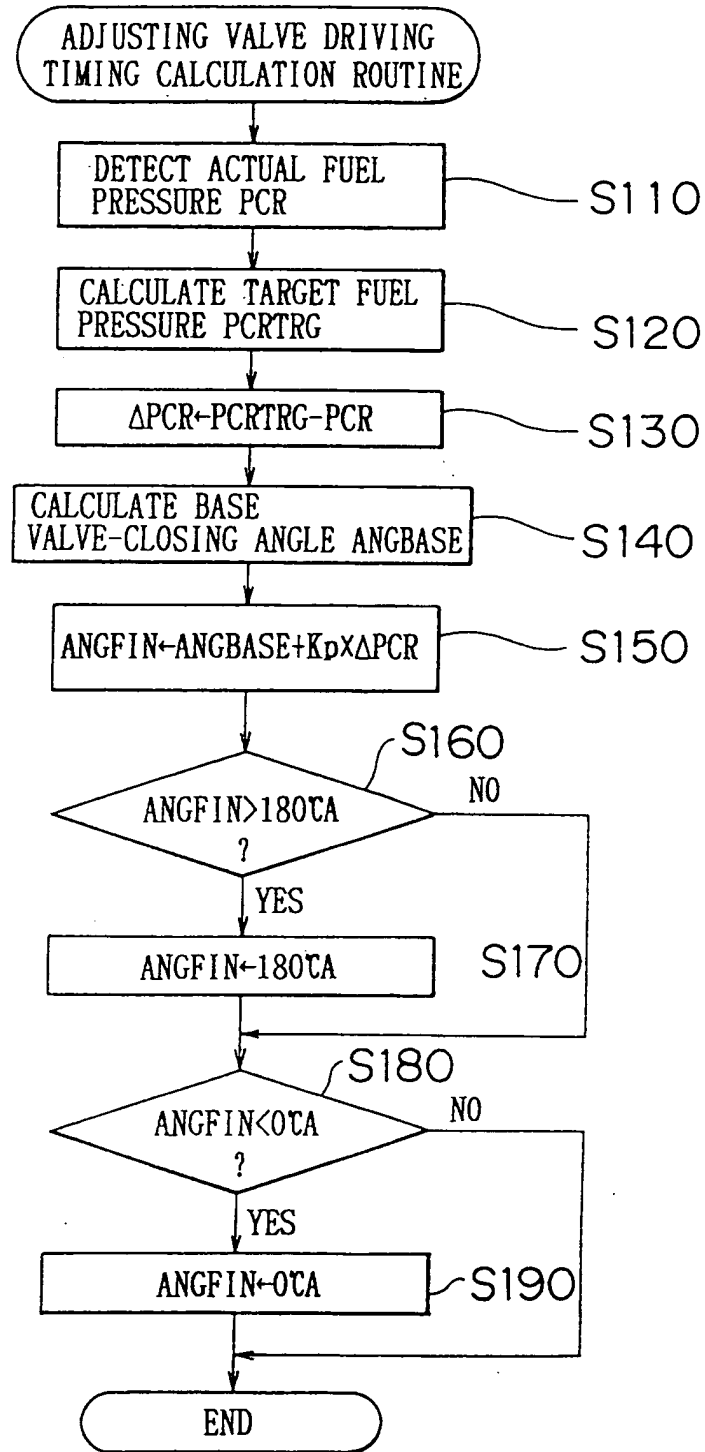 ADJUSTING VALVE DRIVING
TIMING CALCULATION ROUTINE
DETECT ACTUAL FUEL
PRESSURE PCR
S110
CALCULATE TARGET FUEL
PRESSURE PCRTRG
S120
ΔPCR←PCRTRG-PCR
S130
CALCULATE BASE
VALVE-CLOSING ANGLE ANGBASE
S140
ANGFIN←ANGBASE+Kp×ΔPCR
S150
S160
ANGFIN>180℃A
?
NO
YES
ANGFIN←180℃A
S170
S180
ANGFIN<0℃A
?
NO
YES
ANGFIN←0℃A
S190
END